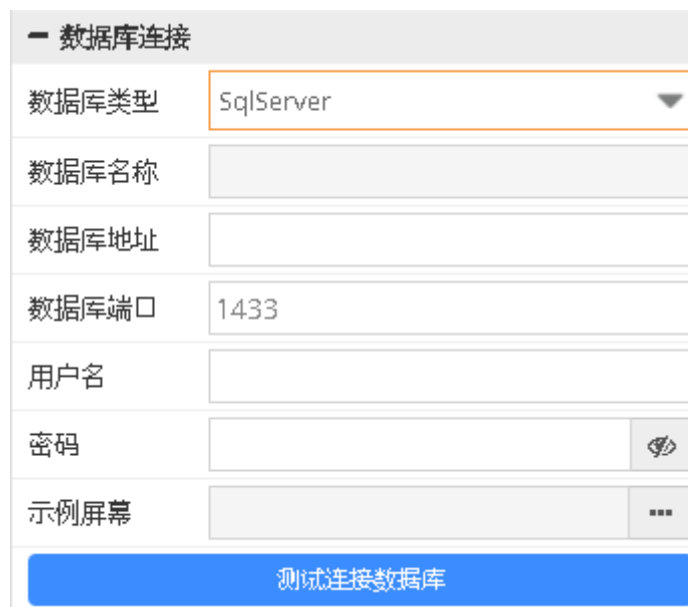 数据库连接
数据库类型 SqlServer
数据库名称
数据库地址
数据库端口 1433
用户名
密码
示例屏幕
测试连接数据库